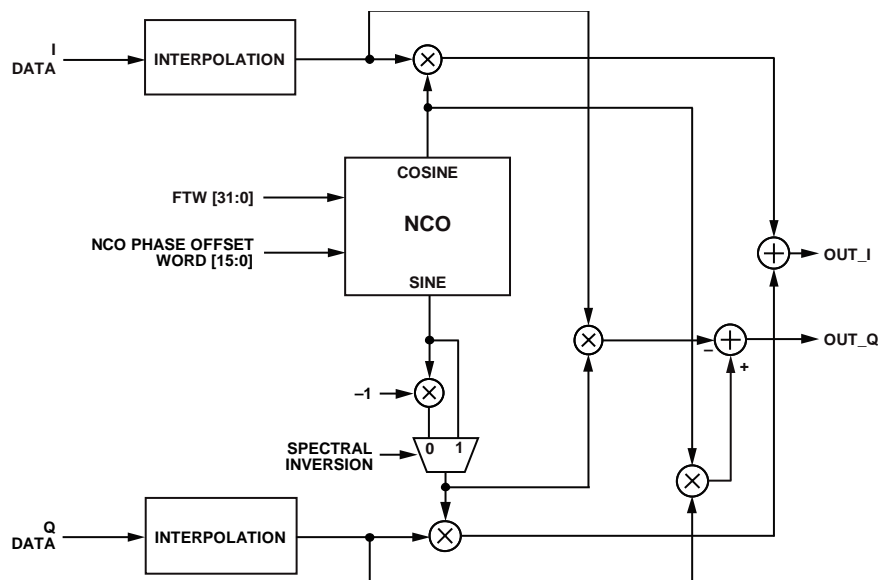 I
DATA
INTERPOLATION
COSINE
NCO
SINE
FTW [31:0]
NCO PHASE OFFSET
WORD [15:0]
OUT_I
OUT_Q
–
+
–1
0 1
SPECTRAL
INVERSION
Q
DATA
INTERPOLATION